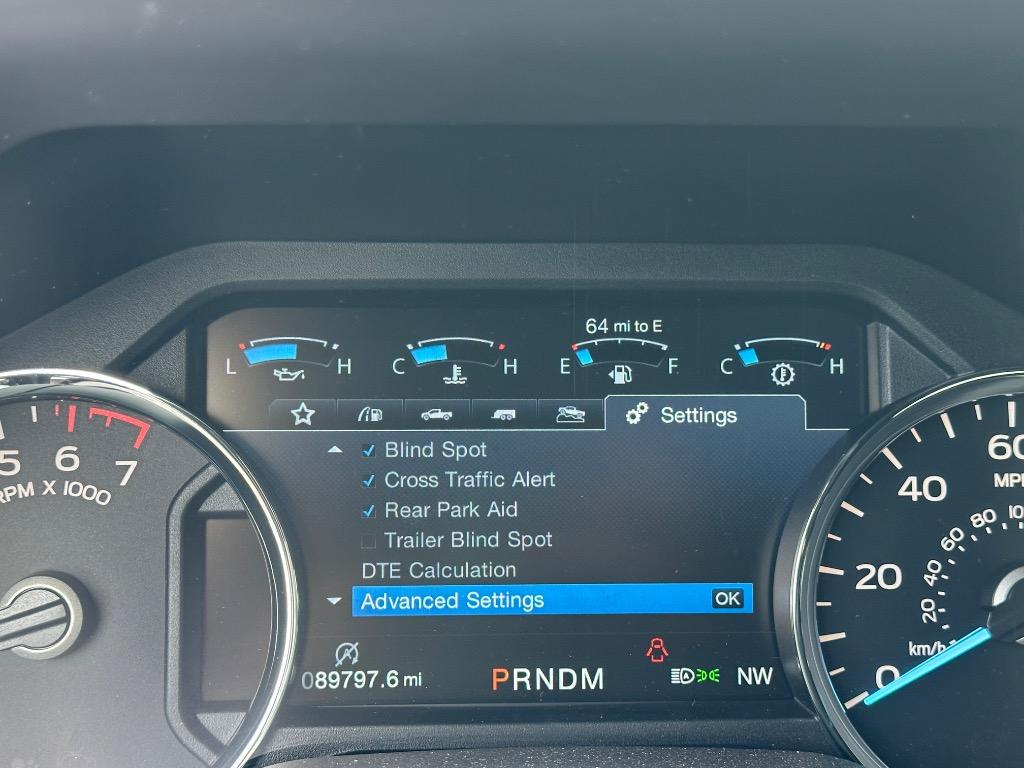 64 mi to E
L H C H E F C H
Settings
Blind Spot
Cross Traffic Alert
Rear Park Aid
Trailer Blind Spot
DTE Calculation
Advanced Settings OK
089797.6 mi PRNDM NW
5 6 7
RPM X 1000
0 20 40 60
MPH
20 40 60 80 10
km/h